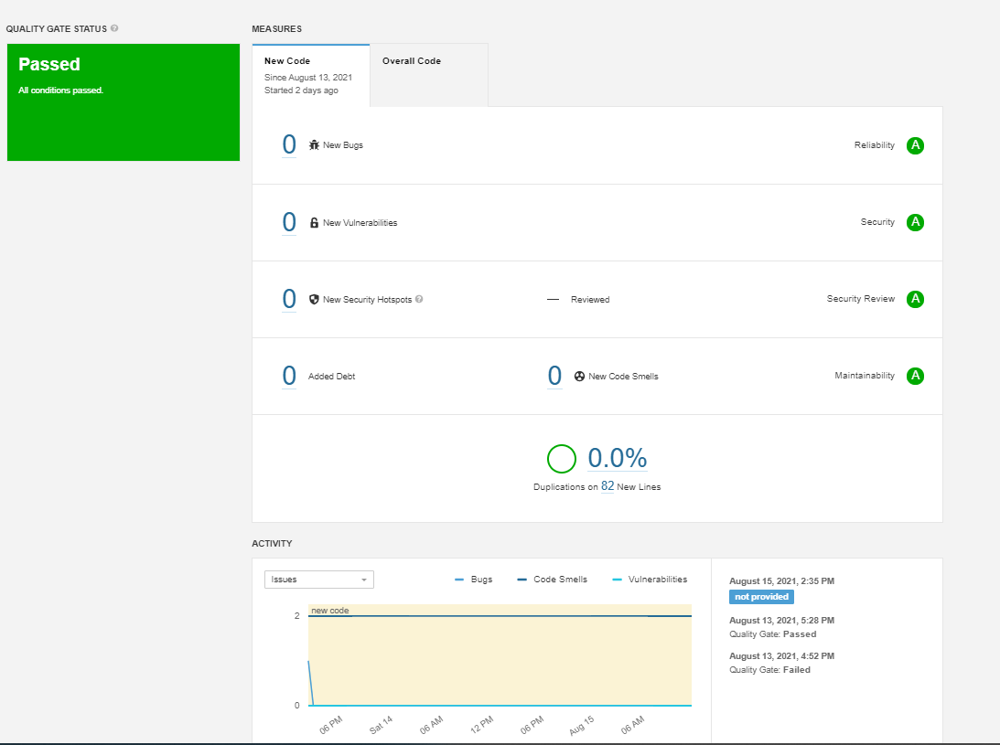 QUALITY GATE STATUS ?
MEASURES
Passed
All conditions passed.
New Code
Since August 13, 2021
Started 2 days ago
Overall Code
0 New Bugs
Reliability A
0 New Vulnerabilities
Security A
0 New Security Hotspots ?
— Reviewed
Security Review A
0 Added Debt
0 New Code Smells
Maintainability A
0.0%
Duplications on 82 New Lines
ACTIVITY
Issues
Bugs Code Smells Vulnerabilities
new code
2
0
06 PM Sat 14 06 AM 12 PM 06 PM Aug 15 06 AM
August 15, 2021, 2:35 PM
not provided
August 13, 2021, 5:28 PM
Quality Gate: Passed
August 13, 2021, 4:52 PM
Quality Gate: Failed